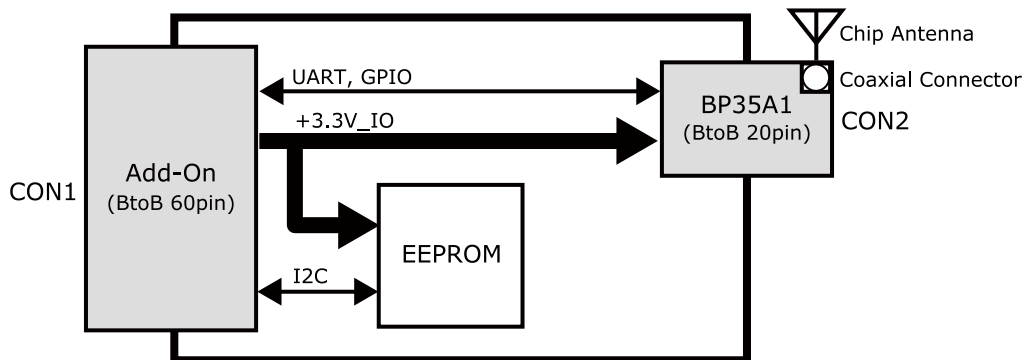 Chip Antenna
UART, GPIO
Coaxial Connector
BP35A1
(BtoB 20pin)
CON2
+3.3V_IO
Add-On
(BtoB 60pin)
CON1
EEPROM
I2C